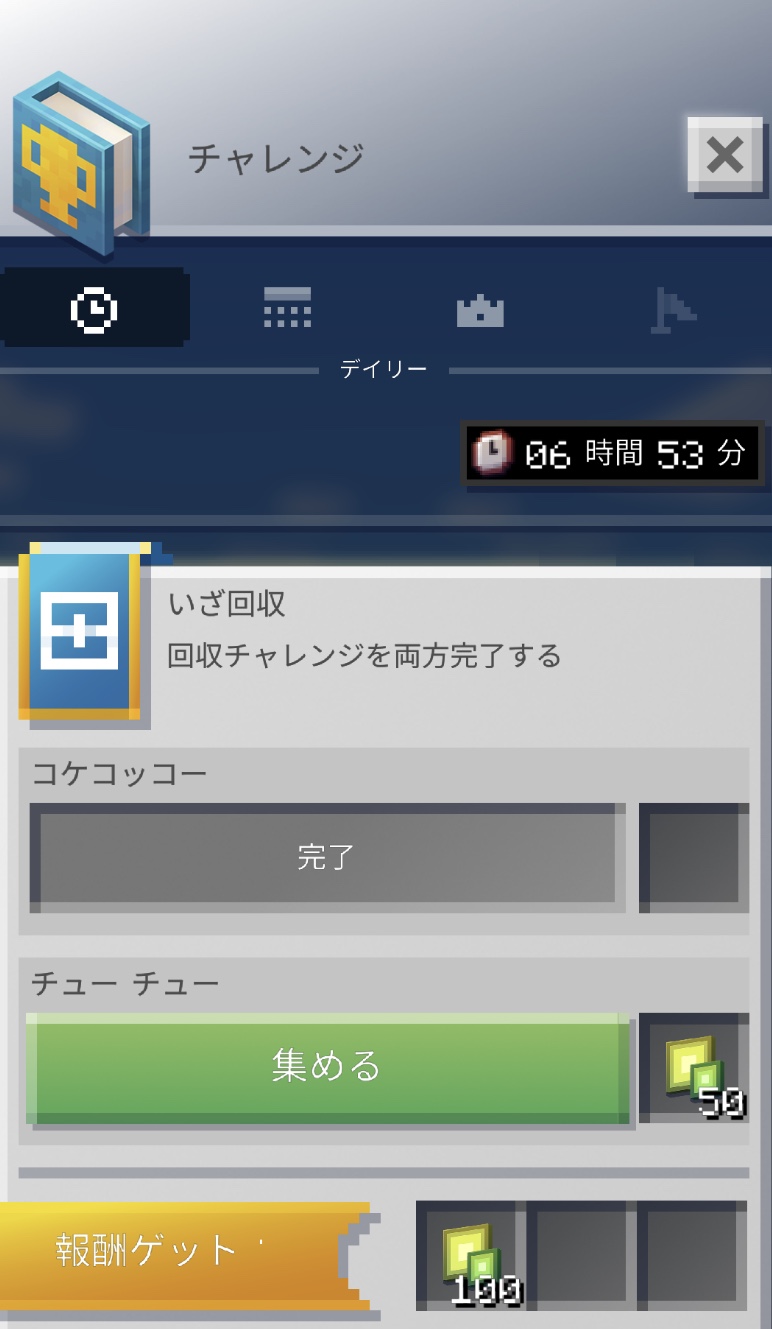 チャレンジ
デイリー
06 時間 53 分
いざ回収
回収チャレンジを両方完了する
コケコッコー
完了
チュー チュー
集める
50
報酬ゲット
100